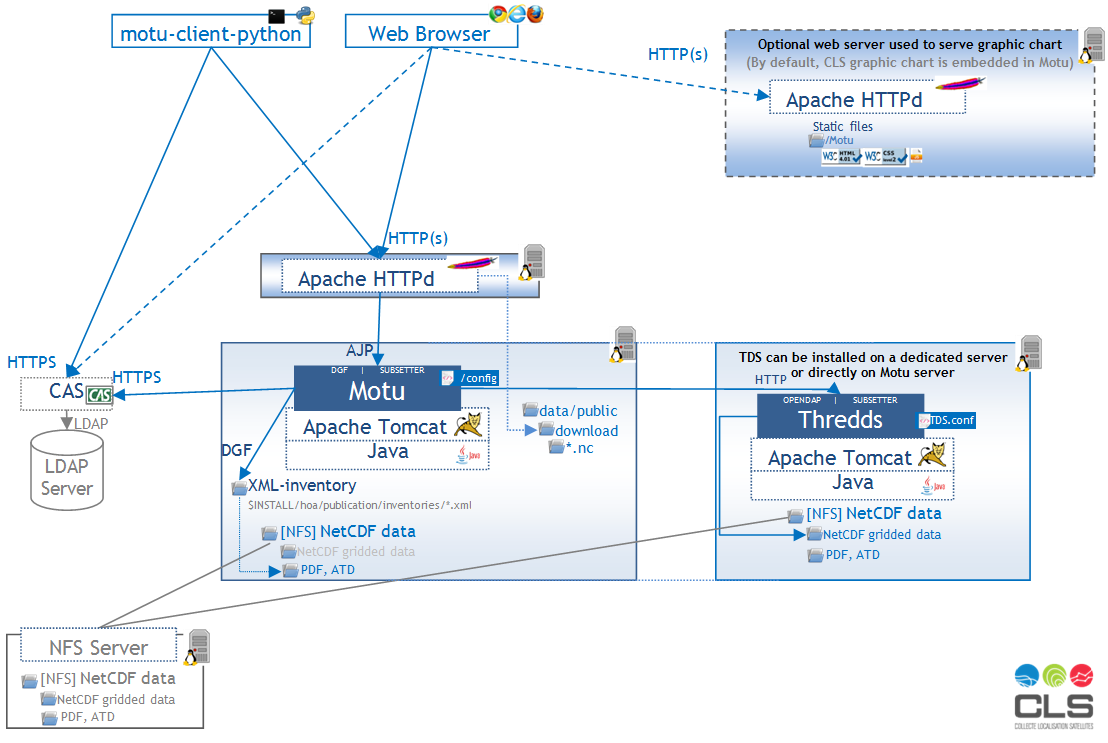 motu-client-python
Web Browser
HTTP(s)
Optional web server used to serve graphic chart
(By default, CLS graphic chart is embedded in Motu)
Apache HTTPd
Static files
/Motu
W3C HTML 4.01
W3C CSS level 2
HTTP(s)
Apache HTTPd
HTTPS
CAS
CAS
HTTPS
LDAP
LDAP
Server
AJP
DGF | SUBSETTER
Motu
/config
Apache Tomcat
Java
Java
data/public
download
*.nc
DGF
XML-inventory
$INSTALL/hoa/publication/inventories/*.xml
[NFS] NetCDF data
NetCDF gridded data
PDF, ATD
TDS can be installed on a dedicated server
or directly on Motu server
HTTP
OPENDAP | SUBSETTER
Thredds
TDS.conf
Apache Tomcat
Java
Java
[NFS] NetCDF data
NetCDF gridded data
PDF, ATD
NFS Server
[NFS] NetCDF data
NetCDF gridded data
PDF, ATD
CLS
COLLECTE LOCALISATION SATELLITES